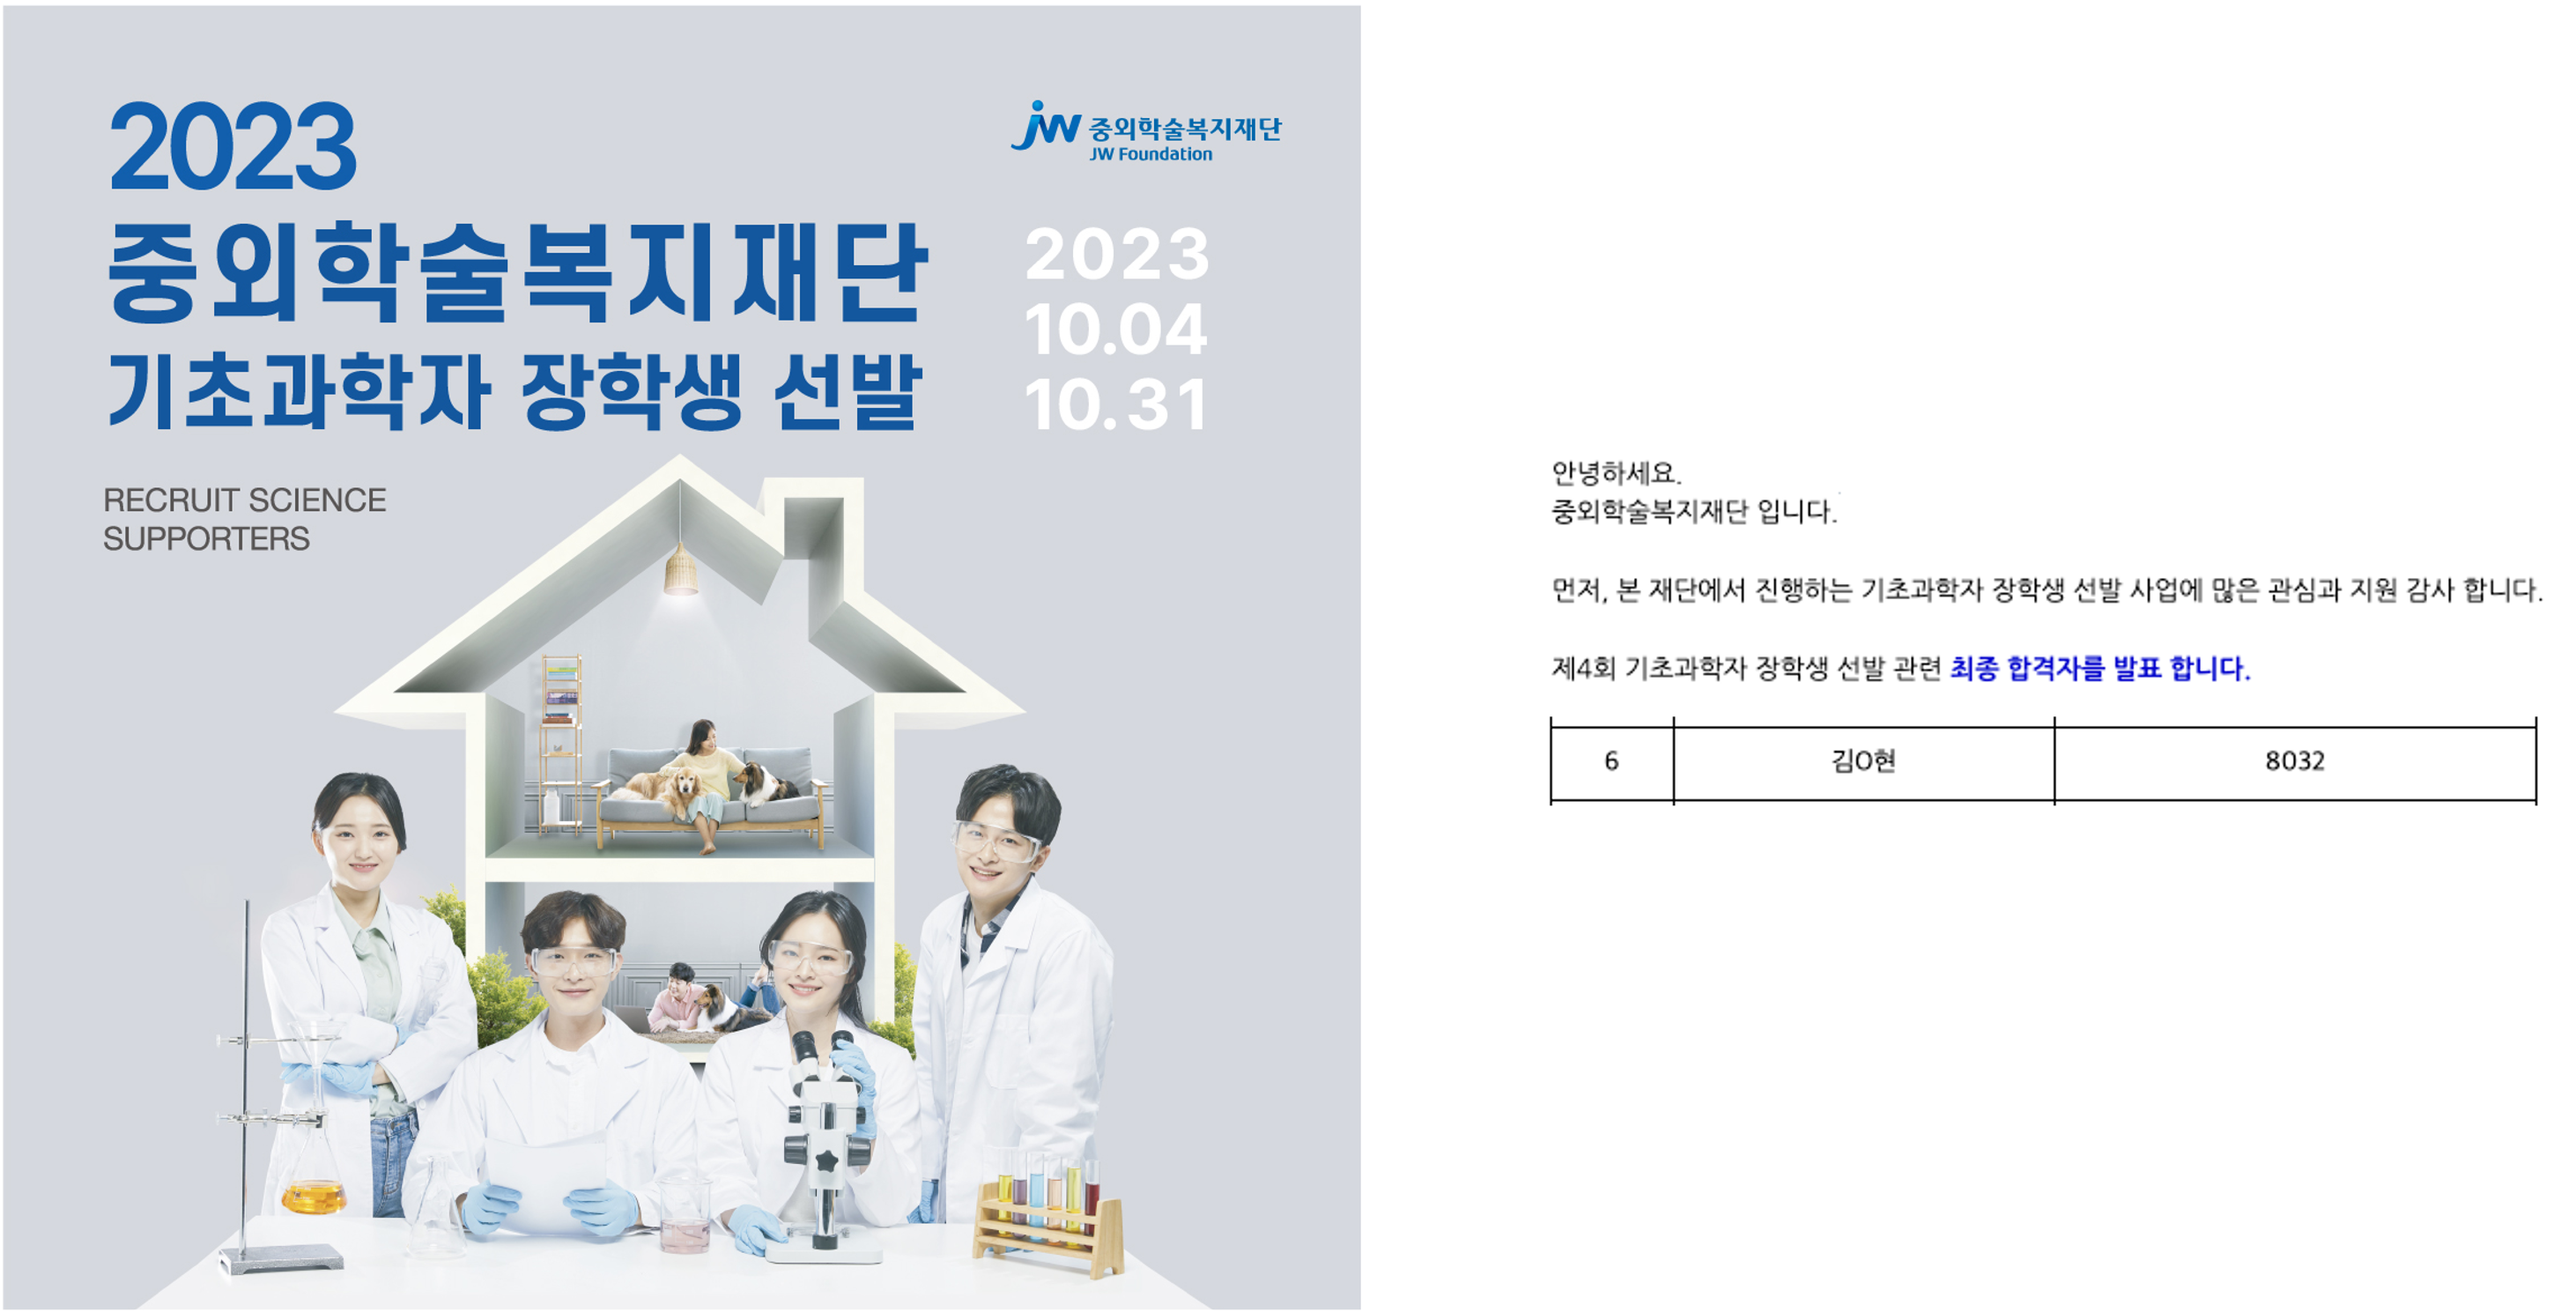 2023
중외학술복지재단
기초과학자 장학생 선발
RECRUIT SCIENCE
SUPPORTERS
jw 중외학술복지재단
JW Foundation
2023
10.04
10.31
안녕하세요.
중외학술복지재단 입니다.
먼저, 본 재단에서 진행하는 기초과학자 장학생 선발 사업에 많은 관심과 지원 감사 합니다.
제4회 기초과학자 장학생 선발 관련 최종 합격자를 발표 합니다.
6 김O현 8032